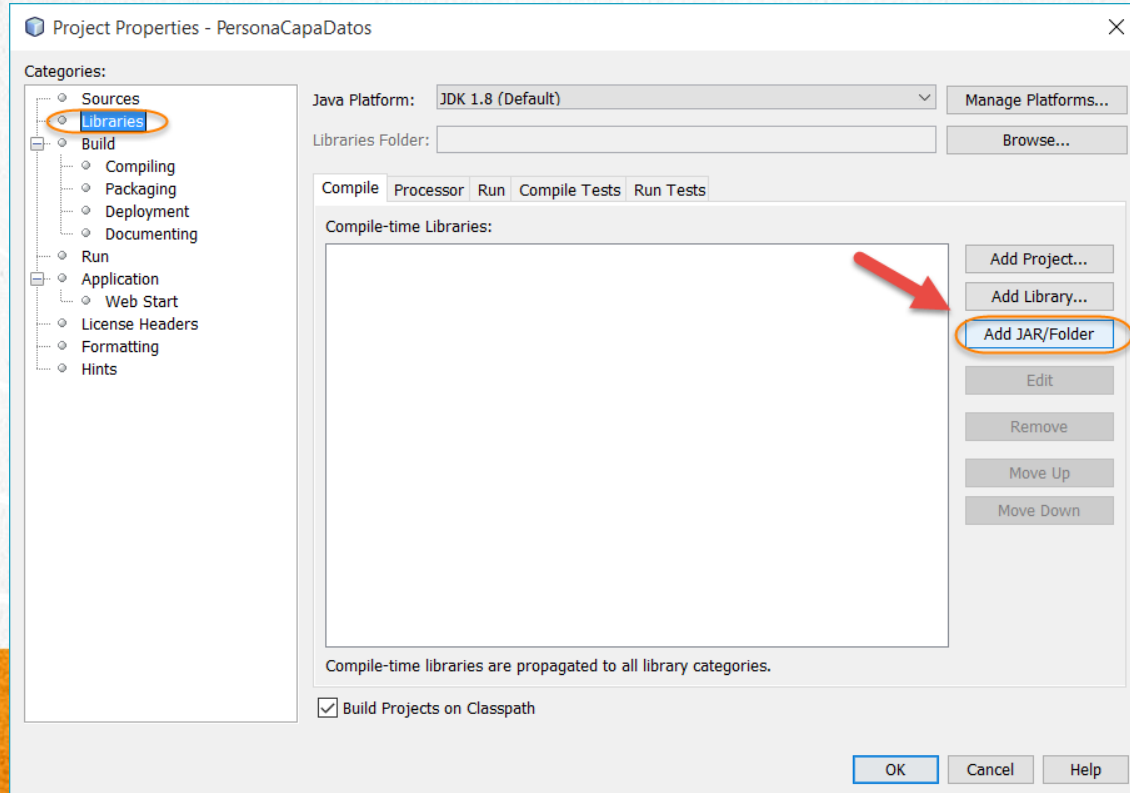 Project Properties - PersonaCapaDatos
Categories:
Sources
Libraries
Build
Compiling
Packaging
Deployment
Documenting
Run
Application
Web Start
License Headers
Formatting
Hints
Java Platform: JDK 1.8 (Default) Manage Platforms...
Libraries Folder: Browse...
Compile Processor Run Compile Tests Run Tests
Compile-time Libraries:
Add Project...
Add Library...
Add JAR/Folder
Edit
Remove
Move Up
Move Down
Compile-time libraries are propagated to all library categories.
Build Projects on Classpath
OK Cancel Help